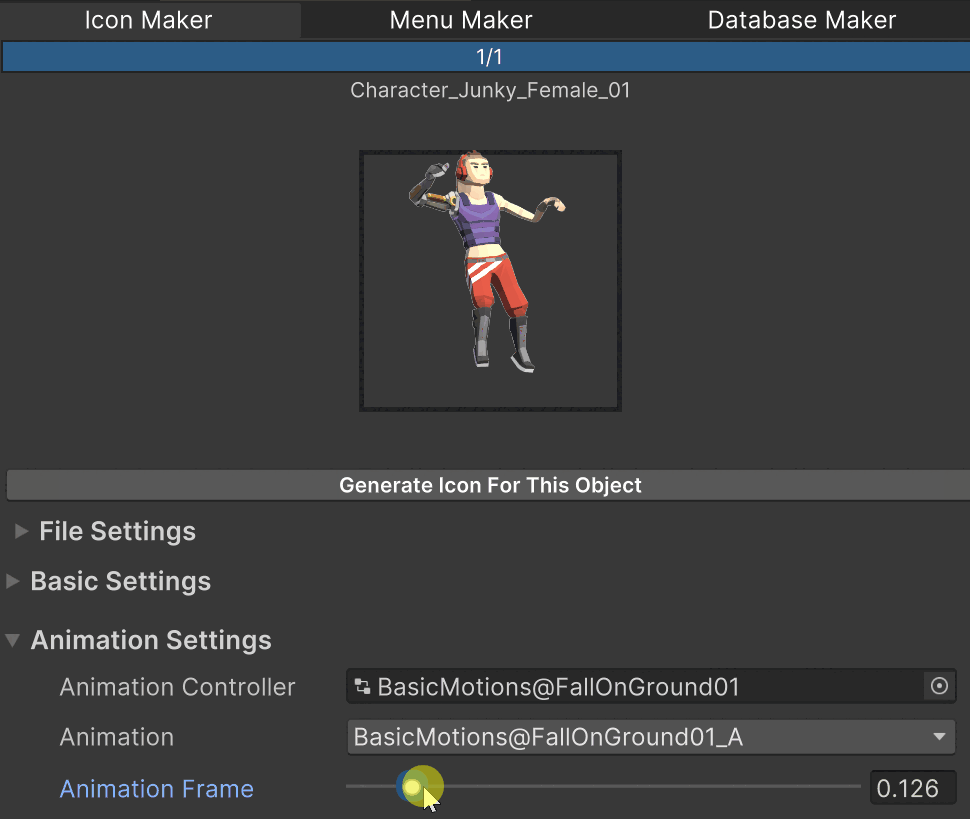 Icon Maker Menu Maker Database Maker
1/1
Character_Junky_Female_01
Generate Icon For This Object
File Settings
Basic Settings
Animation Settings
Animation Controller BasicMotions@FallOnGround01
Animation BasicMotions@FallOnGround01_A
Animation Frame 0.126